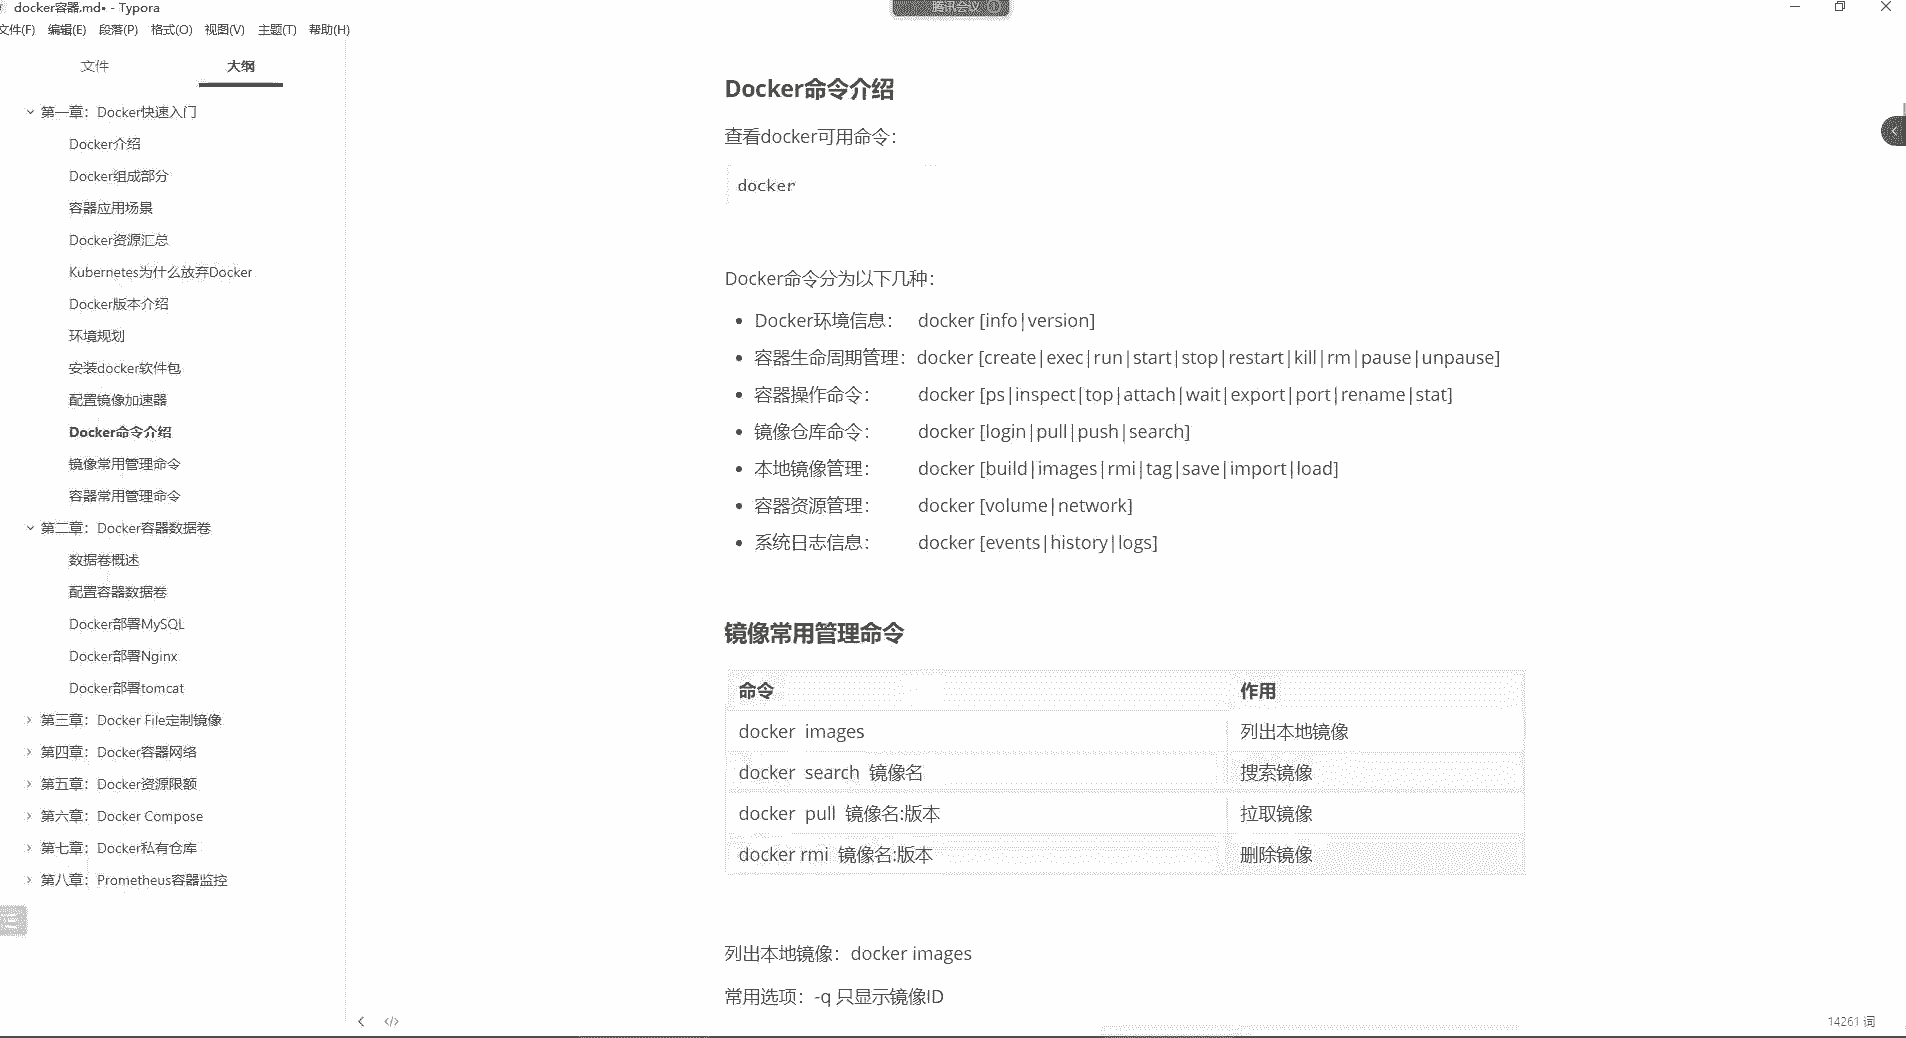 docker容器.md• - Typora
腾讯会议
文件(F) 编辑(E) 段落(P) 格式(O) 视图(V) 主题(T) 帮助(H)
文件 大纲
第一章：Docker快速入门
Docker介绍
Docker组成部分
容器应用场景
Docker资源汇总
Kubernetes为什么放弃Docker
Docker版本介绍
环境规划
安装docker软件包
配置镜像加速器
Docker命令介绍
镜像常用管理命令
容器常用管理命令
第二章：Docker容器数据卷
数据卷概述
配置容器数据卷
Docker部署MySQL
Docker部署Nginx
Docker部署tomcat
第三章：Docker File定制镜像
第四章：Docker容器网络
第五章：Docker资源限额
第六章：Docker Compose
第七章：Docker私有仓库
第八章：Prometheus容器监控
Docker命令介绍
查看docker可用命令：
docker
Docker命令分为以下几种：
Docker环境信息： docker [info|version]
容器生命周期管理：docker [create|exec|run|start|stop|restart|kill|rm|pause|unpause]
容器操作命令： docker [ps|inspect|top|attach|wait|export|port|rename|stat]
镜像仓库命令： docker [login|pull|push|search]
本地镜像管理： docker [build|images|rmi|tag|save|import|load]
容器资源管理： docker [volume|network]
系统日志信息： docker [events|history|logs]
镜像常用管理命令
命令 作用
docker images 列出本地镜像
docker search 镜像名 搜索镜像
docker pull 镜像名:版本 拉取镜像
docker rmi 镜像名:版本 删除镜像
列出本地镜像：docker images
常用选项：-q 只显示镜像ID
14261 词